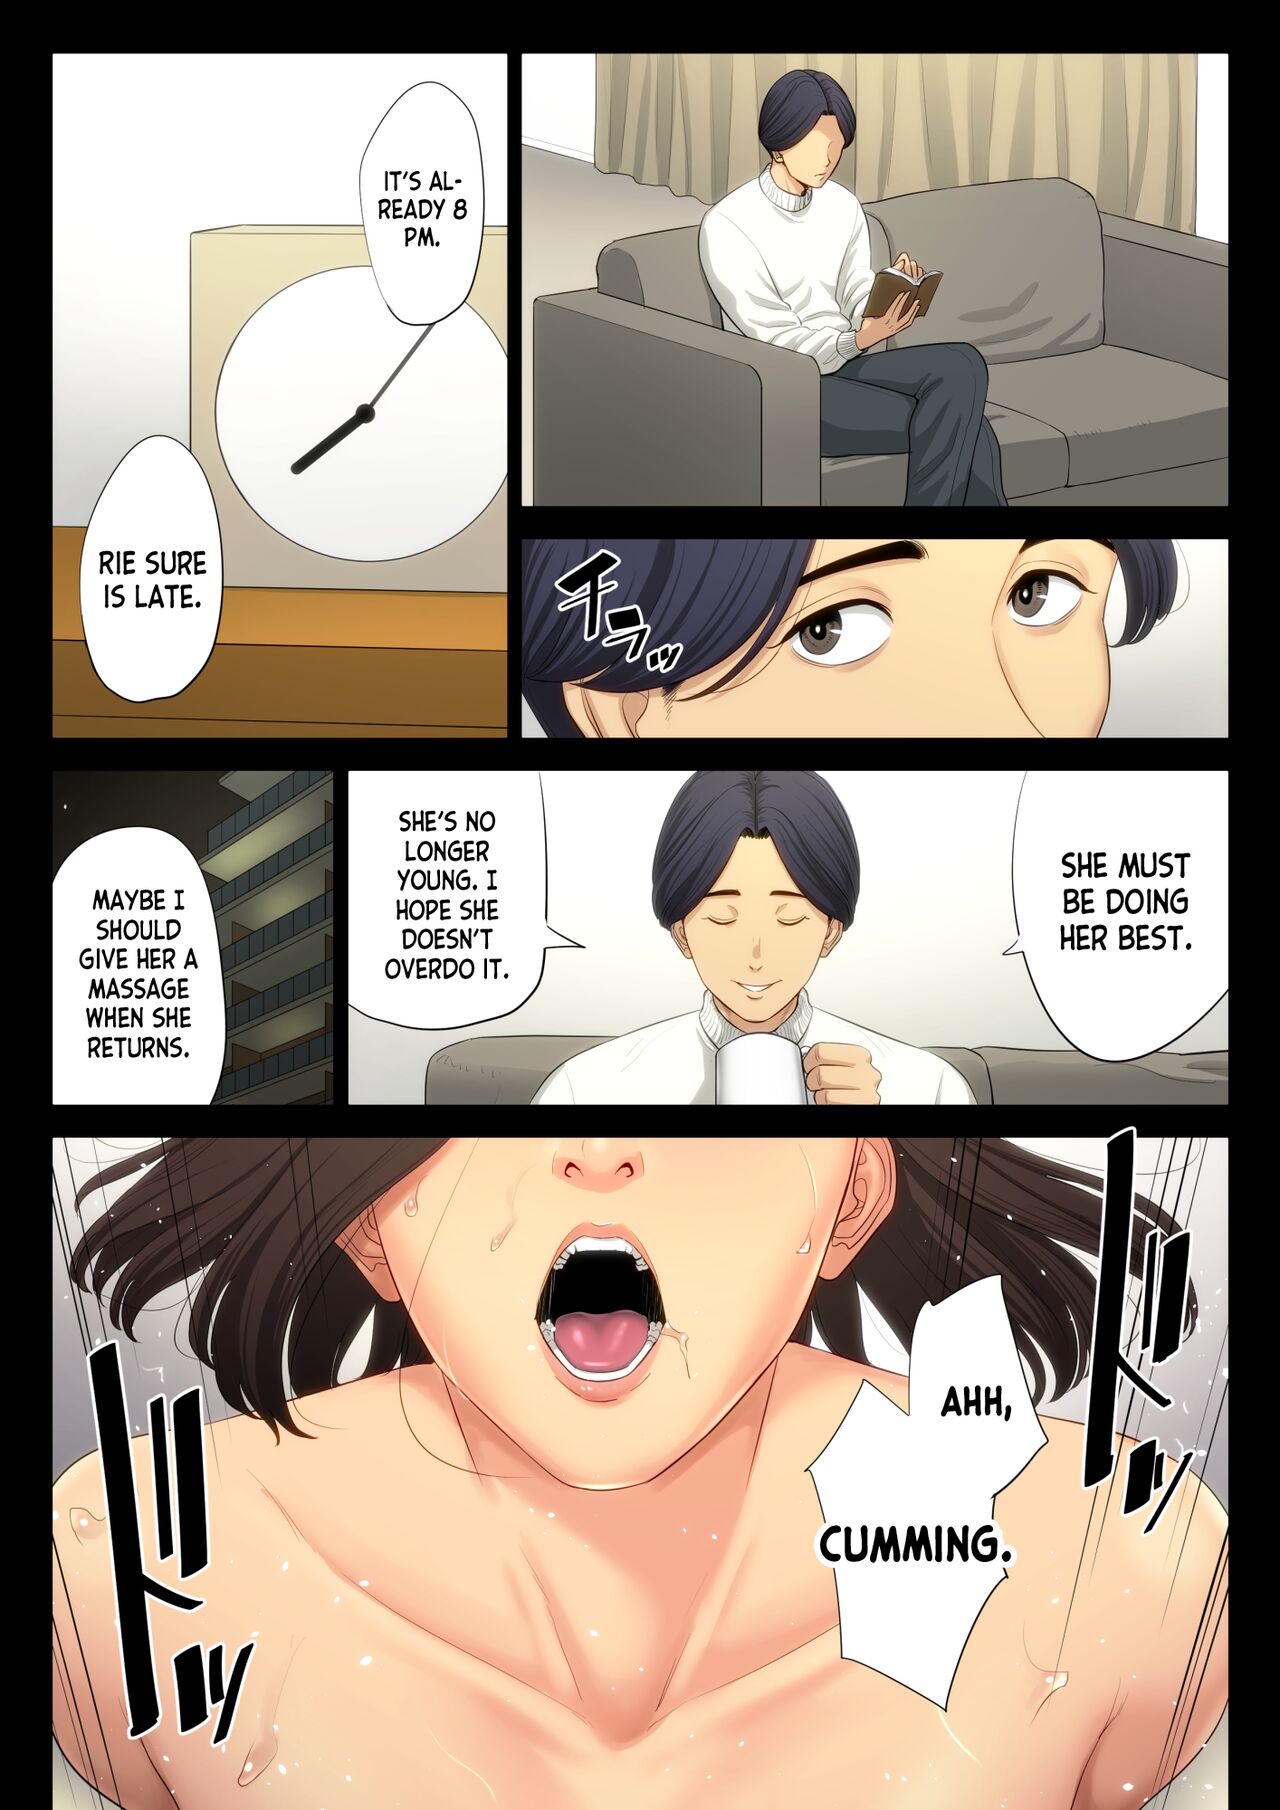 チラッ
IT'S AL-
READY 8
PM.
RIE SURE
IS LATE.
SHE MUST
BE DOING
HER BEST.
SHE'S NO
LONGER
YOUNG. I
HOPE SHE
DOESN'T
OVERDO IT.
MAYBE I
SHOULD
GIVE HER A
MASSAGE
WHEN SHE
RETURNS.
ドドッ
AHH,
CUMMING.
ドドッ